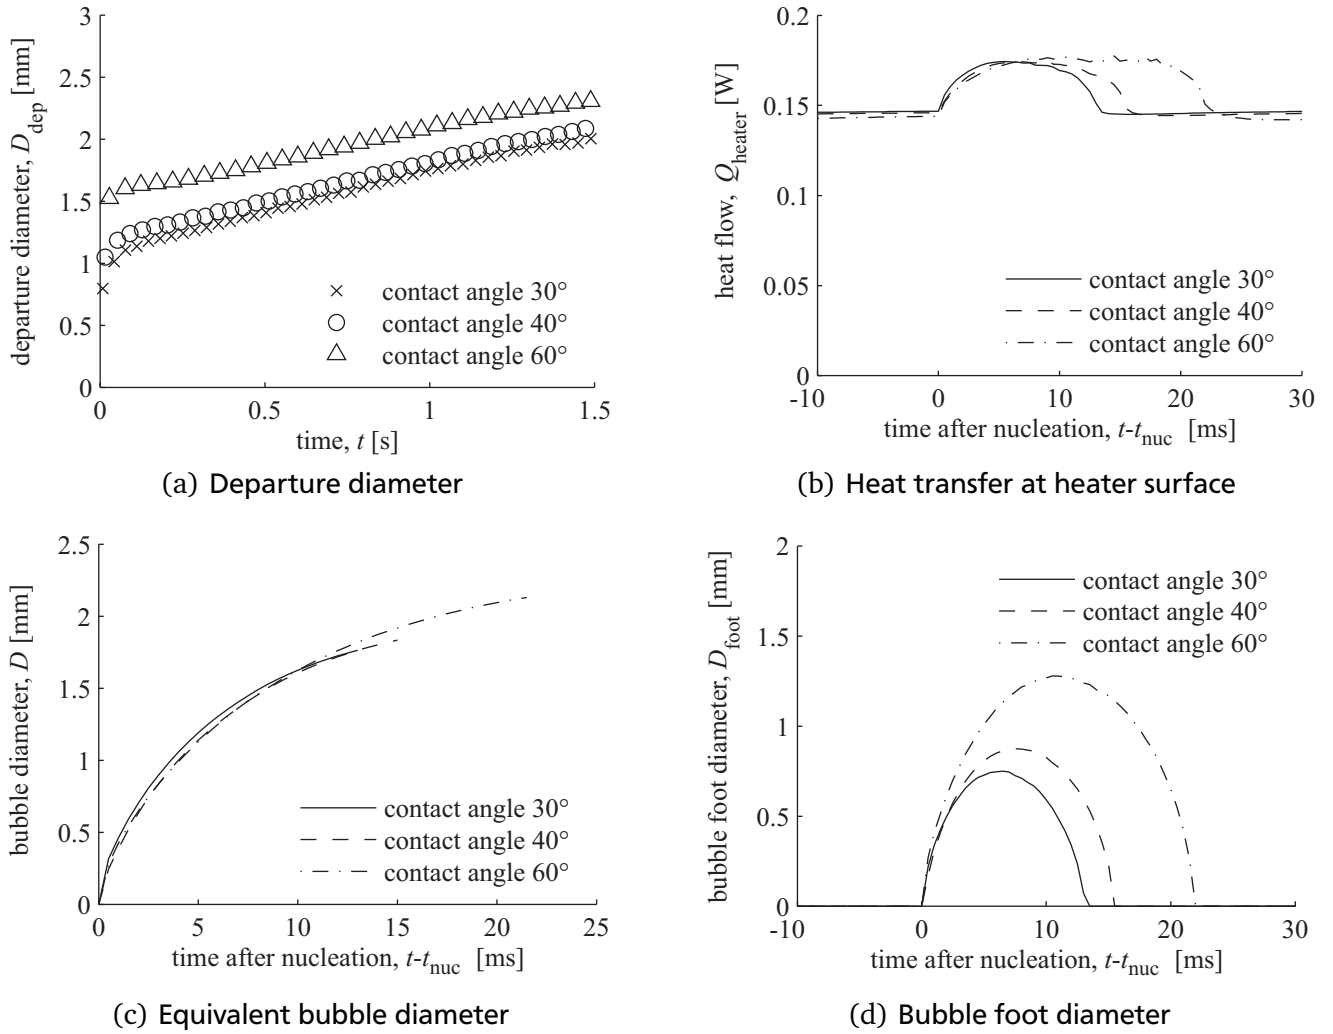 3
2.5
2
1.5
1
0.5
0
departure diameter, D_dep [mm]
× contact angle 30°
○ contact angle 40°
△ contact angle 60°
0 0.5 1 1.5
time, t [s]
(a) Departure diameter
0.2
0.15
0.1
0.05
0
heat flow, Q_heater [W]
contact angle 30°
contact angle 40°
contact angle 60°
-10 0 10 20 30
time after nucleation, t-t_nuc [ms]
(b) Heat transfer at heater surface
2.5
2
1.5
1
0.5
0
bubble diameter, D [mm]
contact angle 30°
contact angle 40°
contact angle 60°
0 5 10 15 20 25
time after nucleation, t-t_nuc [ms]
(c) Equivalent bubble diameter
2
1.5
1
0.5
0
bubble foot diameter, D_foot [mm]
contact angle 30°
contact angle 40°
contact angle 60°
-10 0 10 20 30
time after nucleation, t-t_nuc [ms]
(d) Bubble foot diameter